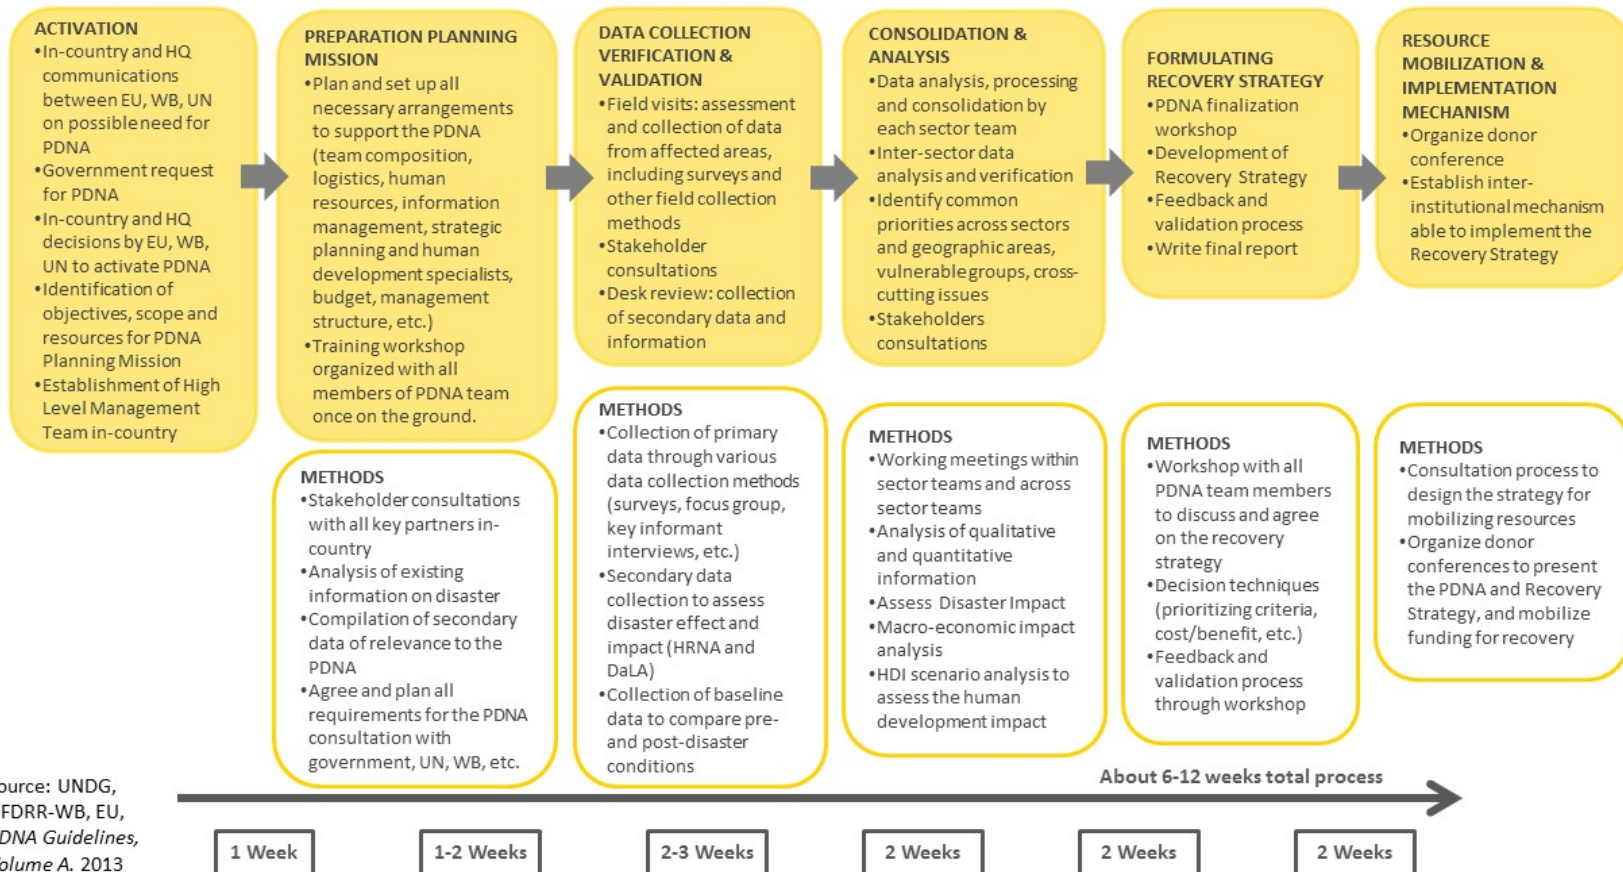 ACTIVATION
•In-country and HQ
communications
between EU, WB, UN
on possible need for
PDNA
•Government request
for PDNA
•In-country and HQ
decisions by EU, WB,
UN to activate PDNA
•Identification of
objectives, scope and
resources for PDNA
Planning Mission
•Establishment of High
Level Management
Team in-country
PREPARATION PLANNING
MISSION
•Plan and set up all
necessary arrangements
to support the PDNA
(team composition,
logistics, human
resources, information
management, strategic
planning and human
development specialists,
budget, management
structure, etc.)
•Training workshop
organized with all
members of PDNA team
once on the ground.
DATA COLLECTION
VERIFICATION &
VALIDATION
•Field visits: assessment
and collection of data
from affected areas,
including surveys and
other field collection
methods
•Stakeholder
consultations
•Desk review: collection
of secondary data and
information
CONSOLIDATION &
ANALYSIS
•Data analysis, processing
and consolidation by
each sector team
•Inter-sector data
analysis and verification
•Identify common
priorities across sectors
and geographic areas,
vulnerable groups, cross-
cutting issues
•Stakeholders
consultations
FORMULATING
RECOVERY STRATEGY
•PDNA finalization
workshop
•Development of
Recovery Strategy
•Feedback and
validation process
•Write final report
RESOURCE
MOBILIZATION &
IMPLEMENTATION
MECHANISM
•Organize donor
conference
•Establish inter-
institutional mechanism
able to implement the
Recovery Strategy
METHODS
•Stakeholder consultations
with all key partners in-
country
•Analysis of existing
information on disaster
•Compilation of secondary
data of relevance to the
PDNA
•Agree and plan all
requirements for the PDNA
consultation with
government, UN, WB, etc.
METHODS
•Collection of primary
data through various
data collection methods
(surveys, focus group,
key informant
interviews, etc.)
•Secondary data
collection to assess
disaster effect and
impact (HRNA and
DaLA)
•Collection of baseline
data to compare pre-
and post-disaster
conditions
METHODS
•Working meetings within
sector teams and across
sector teams
•Analysis of qualitative
and quantitative
information
•Assess Disaster Impact
•Macro-economic impact
analysis
•HDI scenario analysis to
assess the human
development impact
METHODS
•Workshop with all
PDNA team members
to discuss and agree
on the recovery
strategy
•Decision techniques
(prioritizing criteria,
cost/benefit, etc.)
•Feedback and
validation process
through workshop
METHODS
•Consultation process to
design the strategy for
mobilizing resources
•Organize donor
conferences to present
the PDNA and Recovery
Strategy, and mobilize
funding for recovery
ource: UNDG,
FDRR-WB, EU,
DNA Guidelines,
olume A. 2013
About 6-12 weeks total process
1 Week
1-2 Weeks
2-3 Weeks
2 Weeks
2 Weeks
2 Weeks